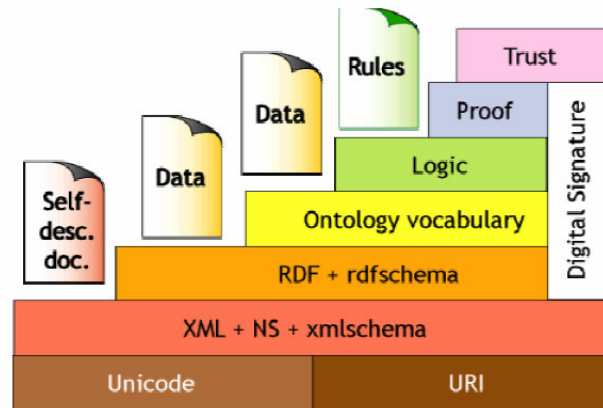 Trust
Rules
Proof
Data
Logic
Data
Self-
desc.
doc.
Ontology vocabulary
Digital Signature
RDF + rdfschema
XML + NS + xmlschema
Unicode
URI